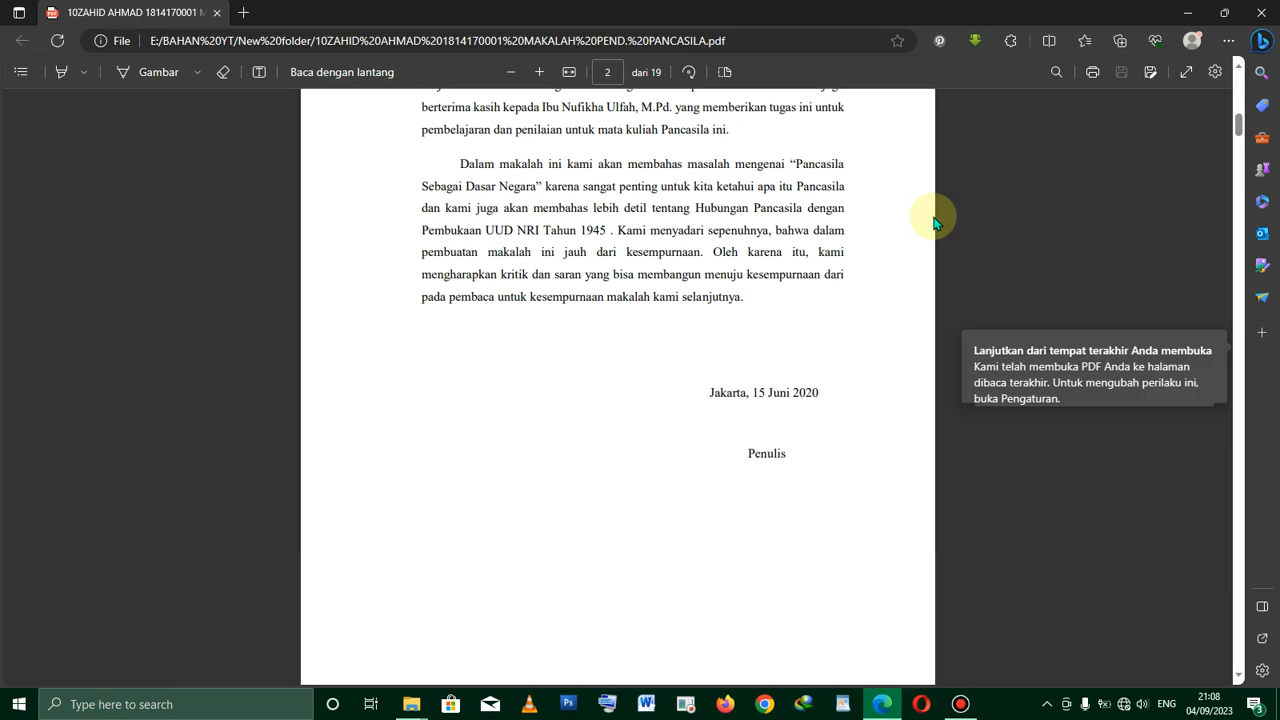 10ZAHID AHMAD 1814170001 M
File
E:/BAHAN%20YT/New%20folder/10ZAHID%20AHMAD%201814170001%20MAKALAH%20PEND.%20PANCASILA.pdf
Gambar
Baca dengan lantang
2
dari 19
berterima kasih kepada Ibu Nufikha Ulfah, M.Pd. yang memberikan tugas ini untuk
pembelajaran dan penilaian untuk mata kuliah Pancasila ini.
Dalam makalah ini kami akan membahas masalah mengenai “Pancasila
Sebagai Dasar Negara” karena sangat penting untuk kita ketahui apa itu Pancasila
dan kami juga akan membahas lebih detil tentang Hubungan Pancasila dengan
Pembukaan UUD NRI Tahun 1945 . Kami menyadari sepenuhnya, bahwa dalam
pembuatan makalah ini jauh dari kesempurnaan. Oleh karena itu, kami
mengharapkan kritik dan saran yang bisa membangun menuju kesempurnaan dari
pada pembaca untuk kesempurnaan makalah kami selanjutnya.
Jakarta, 15 Juni 2020
Penulis
Lanjutkan dari tempat terakhir Anda membuka
Kami telah membuka PDF Anda ke halaman
dibaca terakhir. Untuk mengubah perilaku ini,
buka Pengaturan.
Type here to search
ENG
21:08
04/09/2023